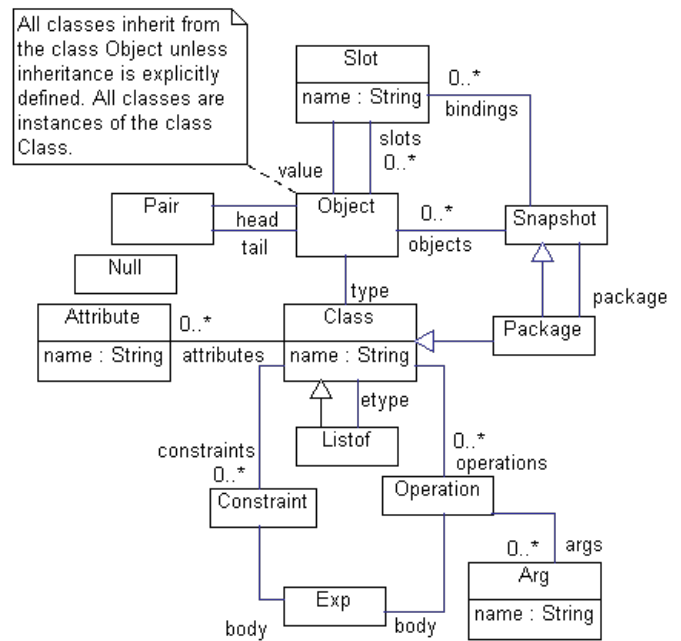 All classes inherit from
the class Object unless
inheritance is explicitly
defined. All classes are
instances of the class
Class.
Slot
name : String
0..*
bindings
slots
0..*
value
Pair
head
tail
Object
0..*
objects
Snapshot
Null
type
package
Package
Attribute
name : String
0..*
attributes
Class
name : String
etype
Listof
constraints
0..*
Constraint
0..*
operations
Operation
0..*
args
Arg
name : String
Exp
body
body